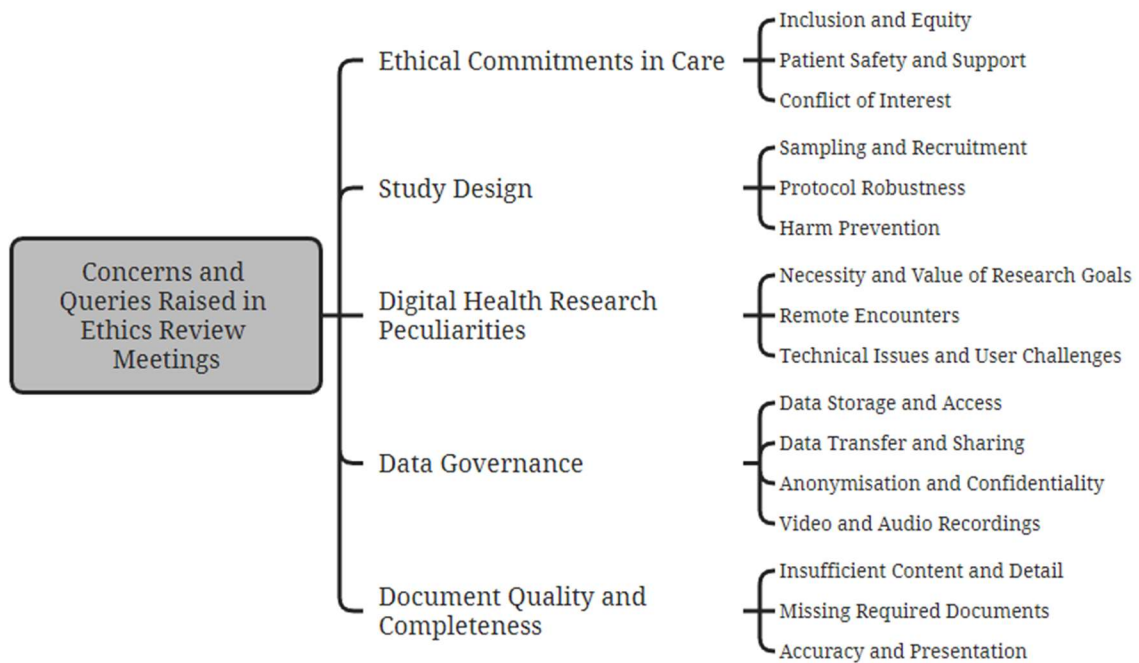 Concerns and
Queries Raised in
Ethics Review
Meetings
Ethical Commitments in Care
Inclusion and Equity
Patient Safety and Support
Conflict of Interest
Study Design
Sampling and Recruitment
Protocol Robustness
Harm Prevention
Digital Health Research
Peculiarities
Necessity and Value of Research Goals
Remote Encounters
Technical Issues and User Challenges
Data Governance
Data Storage and Access
Data Transfer and Sharing
Anonymisation and Confidentiality
Video and Audio Recordings
Document Quality and
Completeness
Insufficient Content and Detail
Missing Required Documents
Accuracy and Presentation